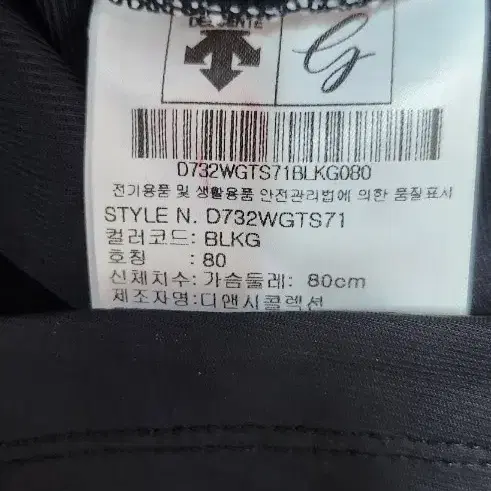 DESCENTE
G
D732WGTS71BLKG080
전기용품 및 생활용품 안전관리법에 의한 품질표시
STYLE N. D732WGTS71
컬러코드: BLKG
호칭 : 80
신체치수: 가슴둘레: 80cm
제조자명: 디앤시콜렉션